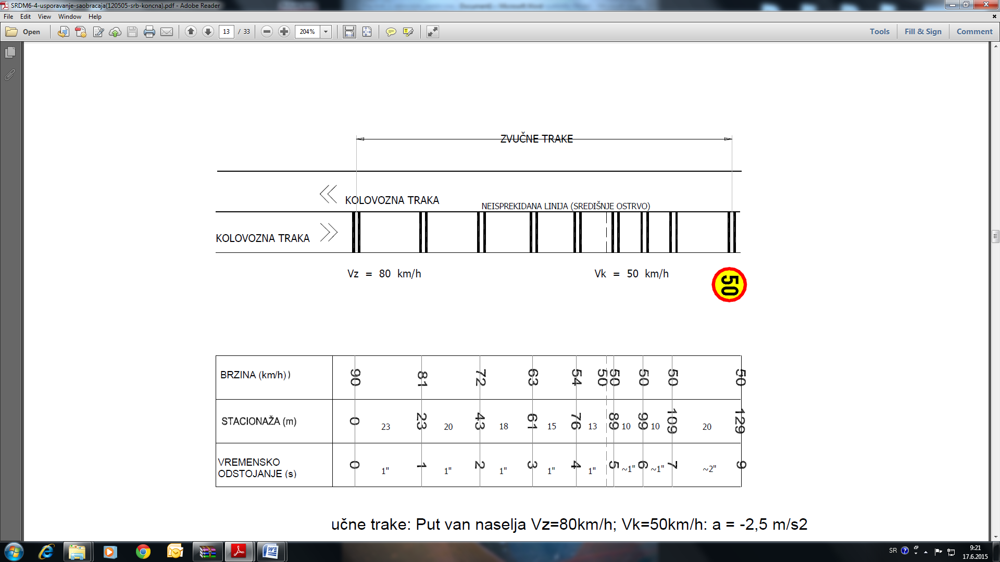 SRDM6-4-usporavanje-saobracaja(120505-srb-koncna).pdf - Adobe Reader
File Edit View Window Help
Open 13 / 33 204% Tools Fill & Sign Comment
ZVUČNE TRAKE
KOLOVOZNA TRAKA
NEISPREKIDANA LINIJA (SREDIŠNJE OSTRVO)
KOLOVOZNA TRAKA
Vz = 80 km/h Vk = 50 km/h
50
BRZINA (km/h) ) 90 81 72 63 54 50 50 50 50 50
STACIONAŽA (m) 0 23 23 20 43 18 61 15 76 13 89 10 99 10 109 20 129
VREMENSKO
ODSTOJANJE (s) 0 1" 1 1" 2 1" 3 1" 4 1" 5 ~1" 6 ~1" 7 ~2" 9
učne trake: Put van naselja Vz=80km/h; Vk=50km/h: a = -2,5 m/s2
SR 9:21
17.6.2015